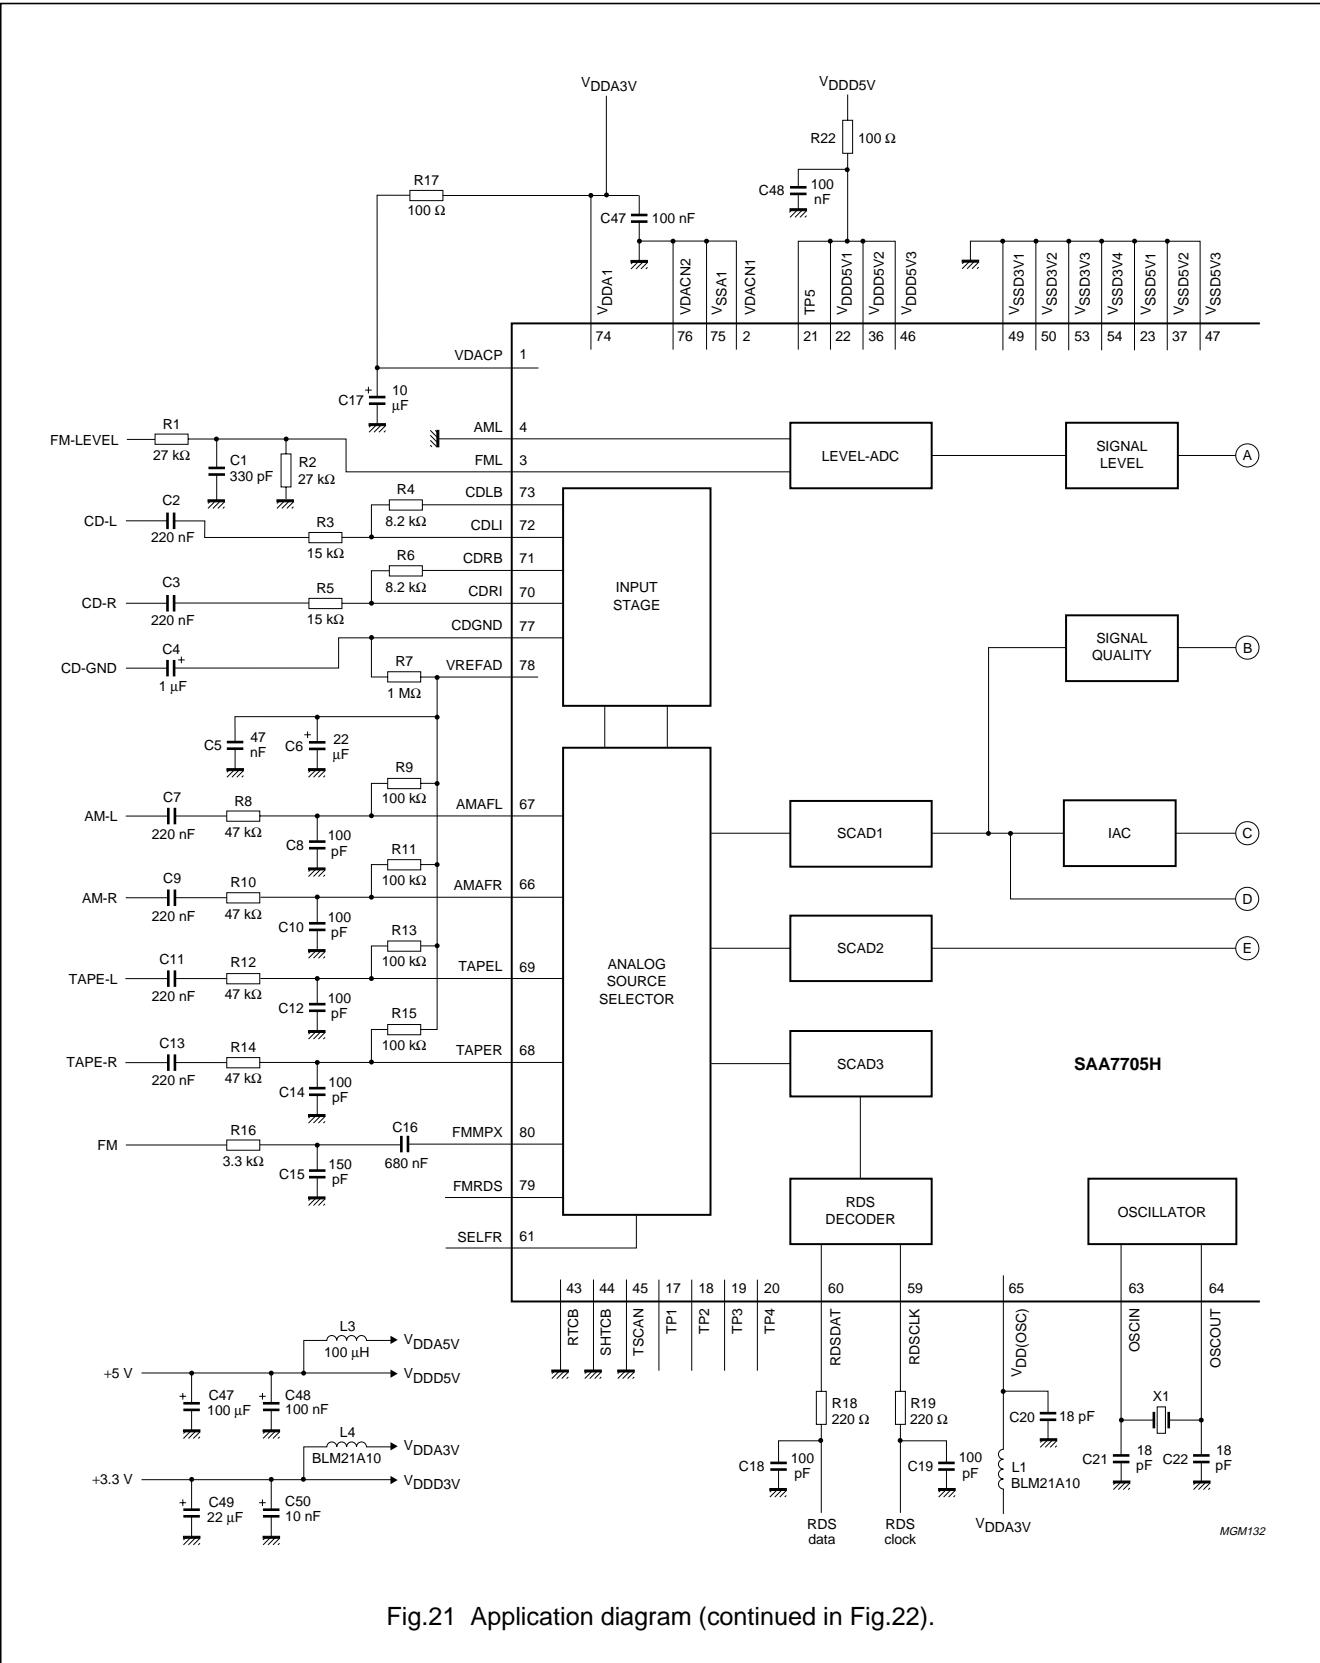 VDDA3V
VDDD5V
R22 100 Ω
R17
100 Ω
C48 100 nF
C47 100 nF
VDDA1
VDACN2
VSSA1
VDACN1
TP5
VDDD5V1
VDDD5V2
VDDD5V3
VSSD3V1
VSSD3V2
VSSD3V3
VSSD3V4
VSSD5V1
VSSD5V2
VSSD5V3
74 76 75 2 21 22 36 46 49 50 53 54 23 37 47
VDACP 1
C17 + 10 μF
AML 4
FM-LEVEL
R1
27 kΩ
C1
330 pF
R2
27 kΩ
FML 3
LEVEL-ADC
SIGNAL
LEVEL
A
R4
8.2 kΩ
CDLB 73
CD-L
C2
220 nF
R3
15 kΩ
CDLI 72
R6
8.2 kΩ
CDRB 71
CD-R
C3
220 nF
R5
15 kΩ
CDRI 70
INPUT
STAGE
CDGND 77
CD-GND
C4
+
1 μF
R7
1 MΩ
VREFAD 78
SIGNAL
QUALITY
B
C5 47 nF
C6 + 22 μF
R9
100 kΩ
AM-L
C7
220 nF
R8
47 kΩ
C8 100 pF
AMAFL 67
SCAD1
IAC
C
R11
100 kΩ
AM-R
C9
220 nF
R10
47 kΩ
C10 100 pF
AMAFR 66
D
R13
100 kΩ
TAPE-L
C11
220 nF
R12
47 kΩ
C12 100 pF
TAPEL 69
ANALOG
SOURCE
SELECTOR
SCAD2
E
R15
100 kΩ
TAPE-R
C13
220 nF
R14
47 kΩ
C14 100 pF
TAPER 68
SCAD3
SAA7705H
FM
R16
3.3 kΩ
C15 150 pF
C16
680 nF
FMMPX 80
FMRDS 79
SELFR 61
RDS
DECODER
OSCILLATOR
43 44 45 17 18 19 20 60 59 65 63 64
RTCB
SHTCB
TSCAN
TP1
TP2
TP3
TP4
RDSDAT
RDSCLK
VDD(OSC)
OSCIN
OSCOUT
L3
100 μH
VDDA5V
+5 V
VDDD5V
+ C47
100 μF
+ C48
100 nF
L4
BLM21A10
VDDA3V
+3.3 V
VDDD3V
+ C49
22 μF
+ C50
10 nF
R18
220 Ω
R19
220 Ω
C18 100 pF
C19 100 pF
RDS
data
RDS
clock
C20 18 pF
L1
BLM21A10
VDDA3V
X1
C21 18 pF
C22 18 pF
MGM132
Fig.21 Application diagram (continued in Fig.22).